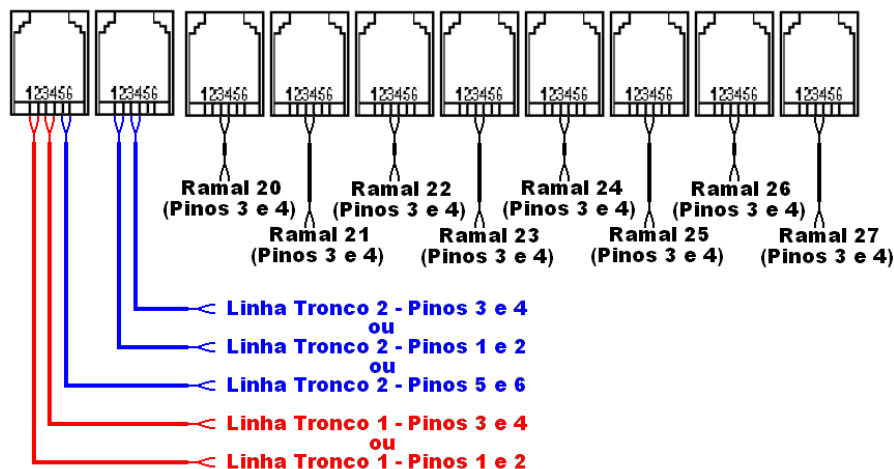 123456 123456 123456 123456 123456 123456 123456 123456 123456 123456
Ramal 20
(Pinos 3 e 4)
Ramal 21
(Pinos 3 e 4)
Ramal 22
(Pinos 3 e 4)
Ramal 23
(Pinos 3 e 4)
Ramal 24
(Pinos 3 e 4)
Ramal 25
(Pinos 3 e 4)
Ramal 26
(Pinos 3 e 4)
Ramal 27
(Pinos 3 e 4)
Linha Tronco 2 - Pinos 3 e 4
ou
Linha Tronco 2 - Pinos 1 e 2
ou
Linha Tronco 2 - Pinos 5 e 6
Linha Tronco 1 - Pinos 3 e 4
ou
Linha Tronco 1 - Pinos 1 e 2